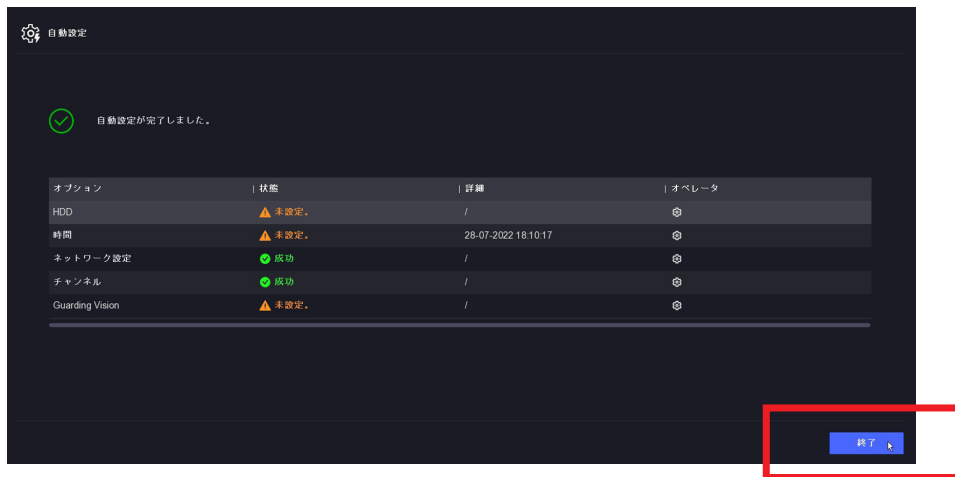 自動設定
自動設定が完了しました。
オプション | 状態 | 詳細 | オペレータ
HDD 未設定。 /
時間 未設定。 28-07-2022 18:10:17
ネットワーク設定 成功 /
チャンネル 成功 /
Guarding Vision 未設定。 /
終了